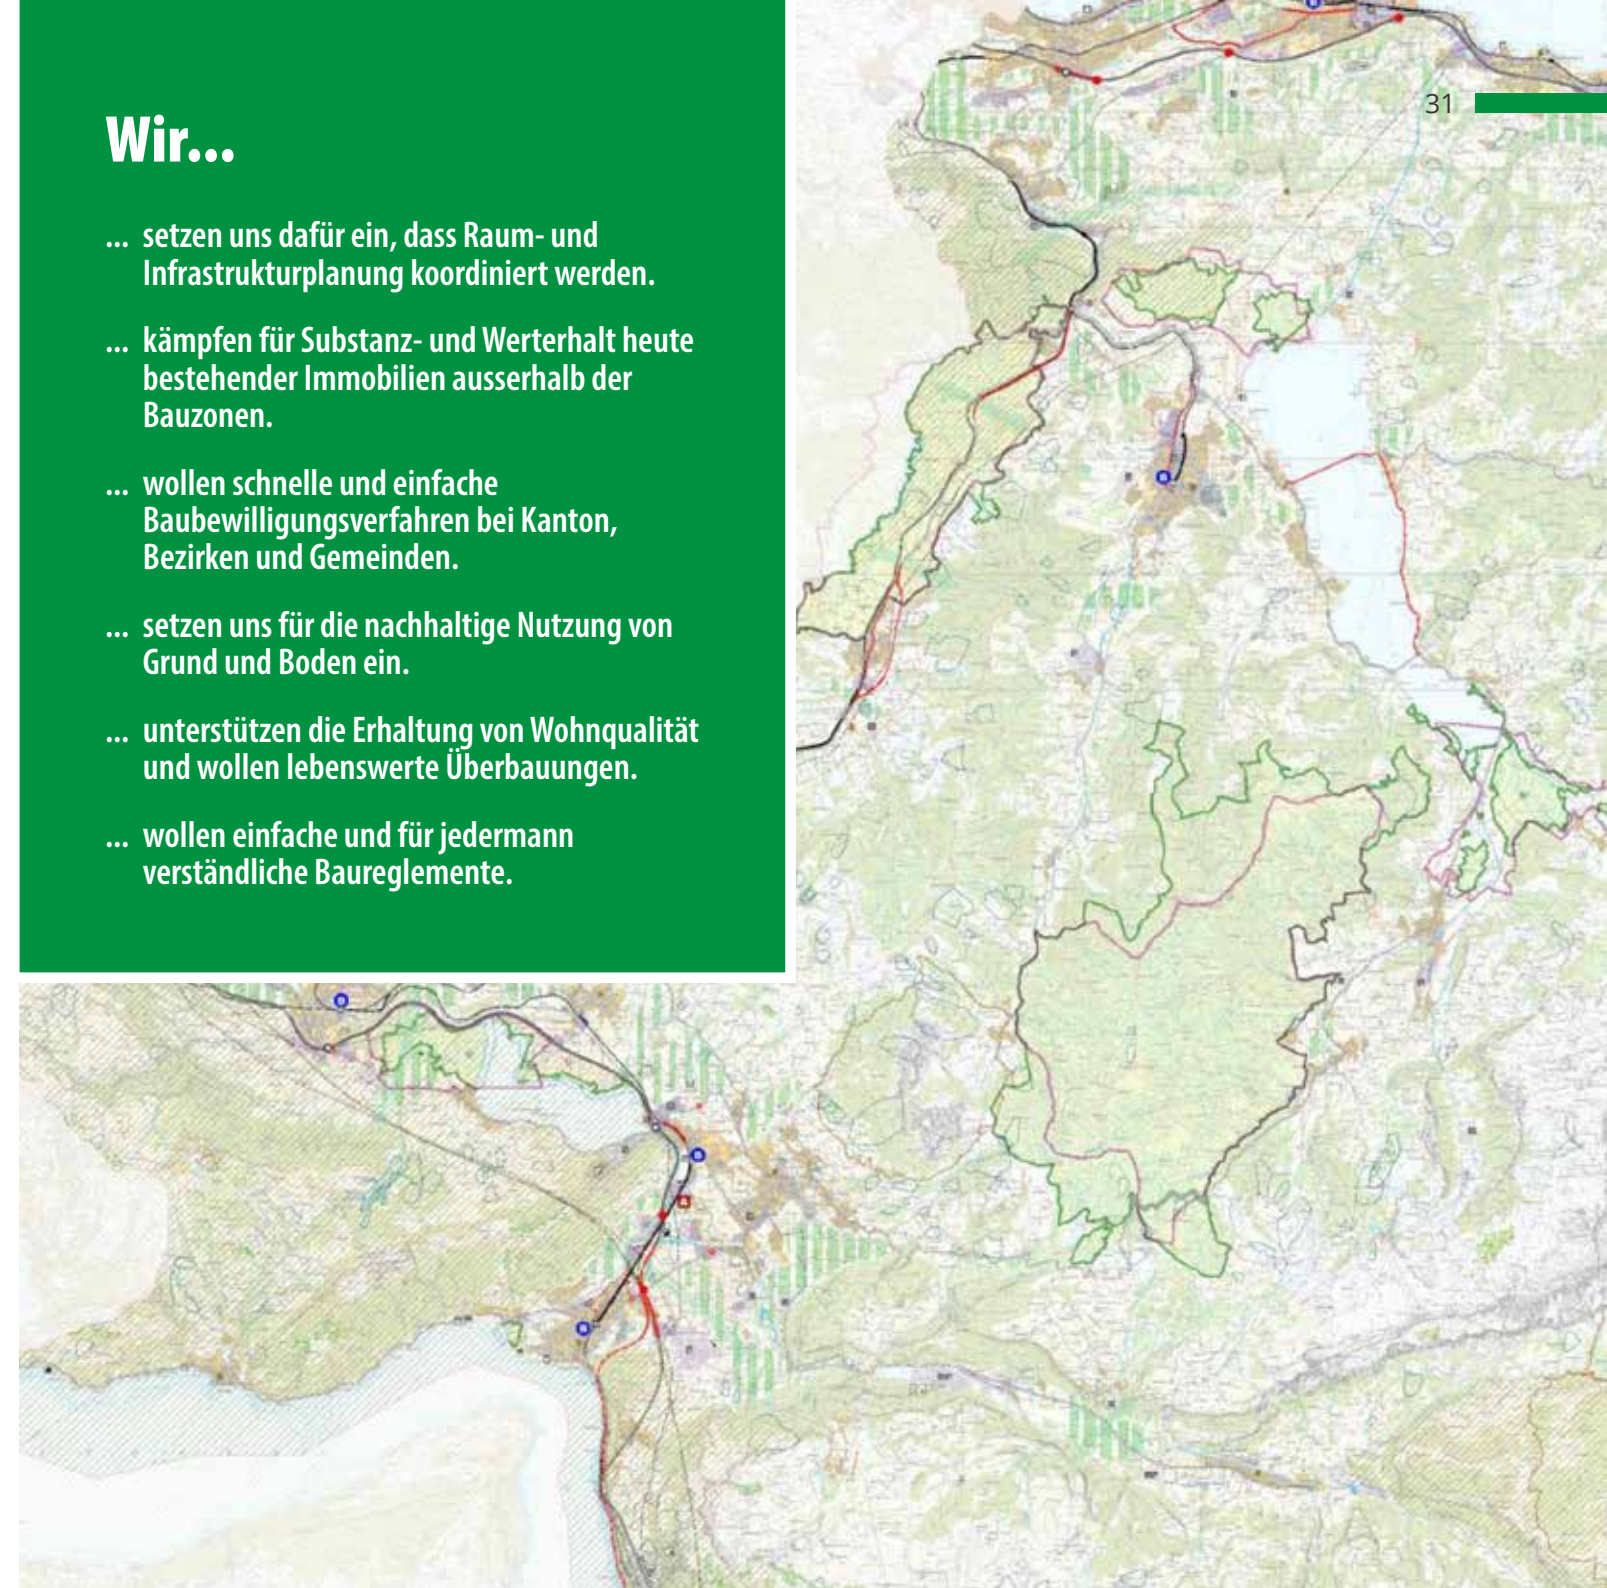 31
Wir...
... setzen uns dafür ein, dass Raum- und
Infrastrukturplanung koordiniert werden.
... kämpfen für Substanz- und Werterhalt heute
bestehender Immobilien ausserhalb der
Bauzonen.
... wollen schnelle und einfache
Baubewilligungsverfahren bei Kanton,
Bezirken und Gemeinden.
... setzen uns für die nachhaltige Nutzung von
Grund und Boden ein.
... unterstützen die Erhaltung von Wohnqualität
und wollen lebenswerte Überbauungen.
... wollen einfache und für jedermann
verständliche Baureglemente.